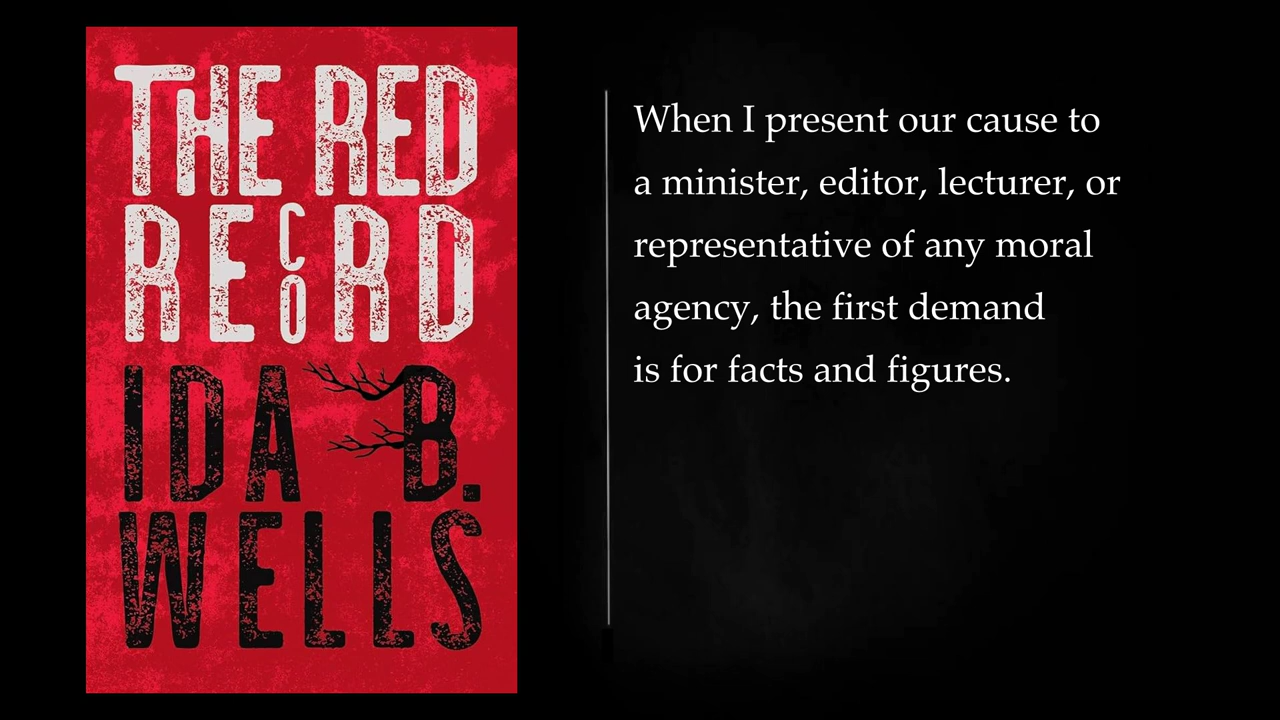 THE RED
RECORD
IDA B.
WELLS
When I present our cause to
a minister, editor, lecturer, or
representative of any moral
agency, the first demand
is for facts and figures.